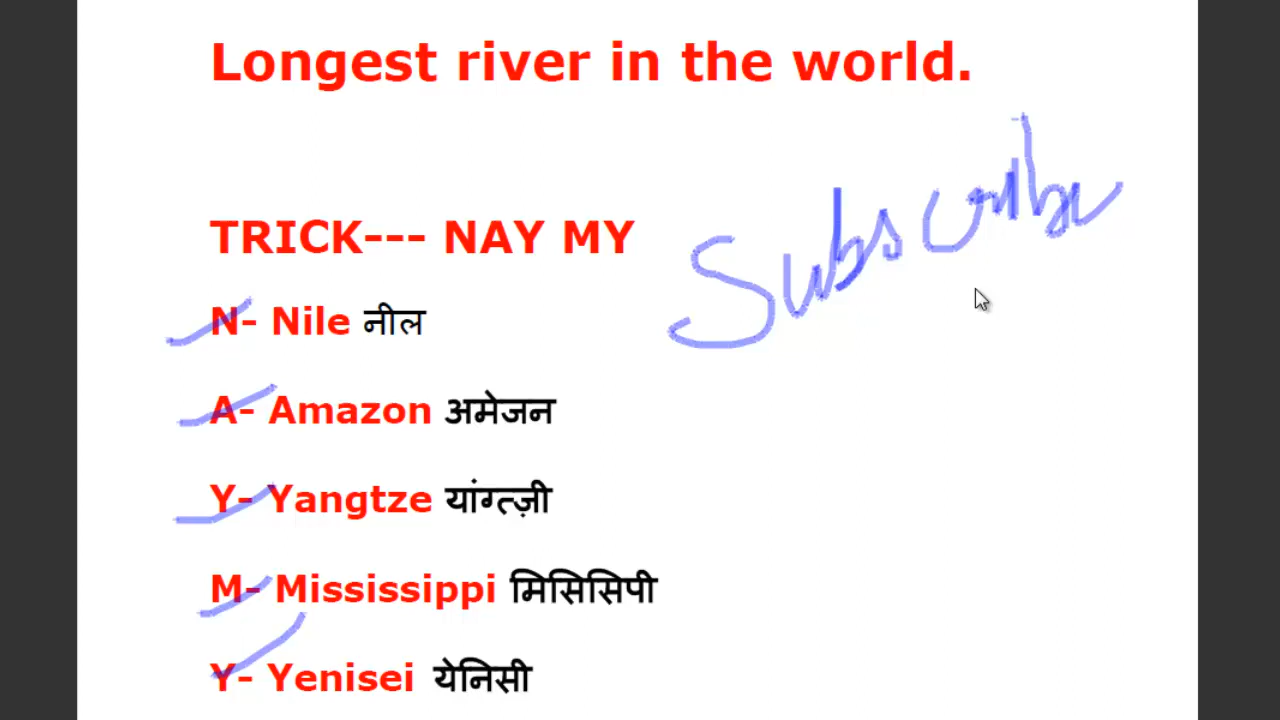 Longest river in the world.
Subscribe
TRICK--- NAY MY
N- Nile नील
A- Amazon अमेजन
Y- Yangtze यांग्त्ज़ी
M- Mississippi मिसिसिपी
Y- Yenisei येनिसी